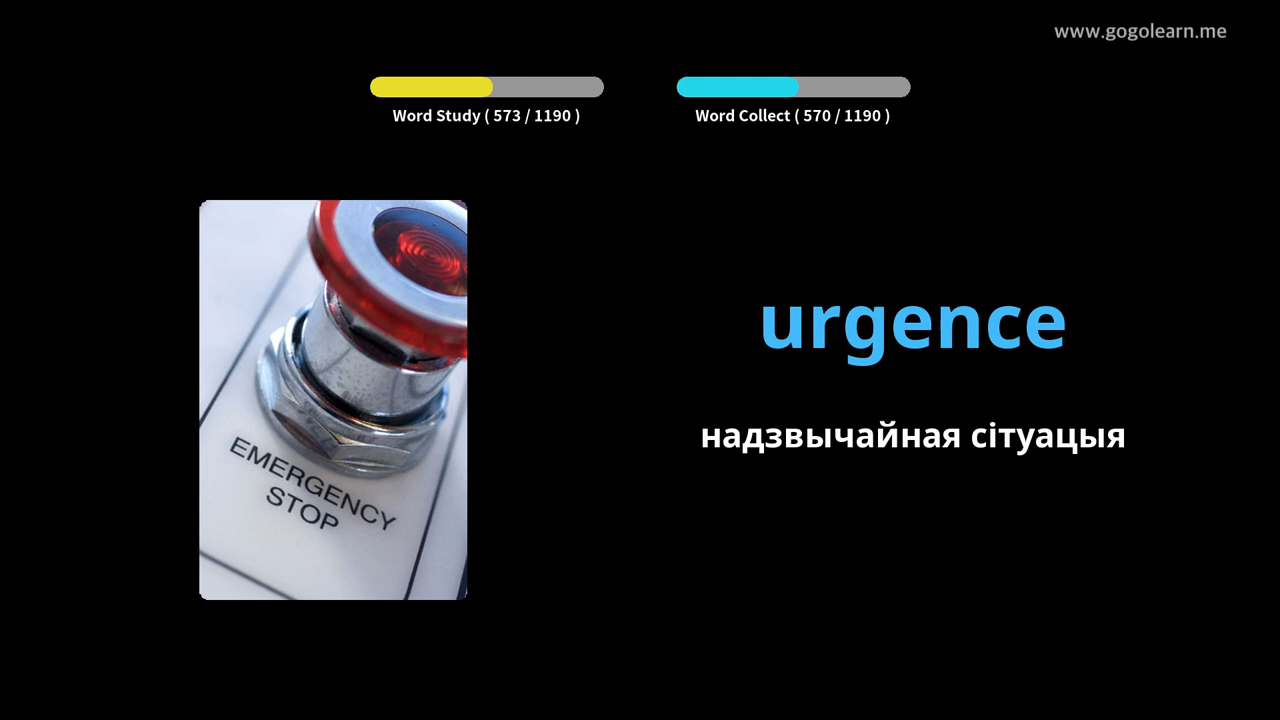 www.gogolearn.me
Word Study ( 573 / 1190 )
Word Collect ( 570 / 1190 )
EMERGENCY
STOP
urgence
надзвычайная сітуацыя